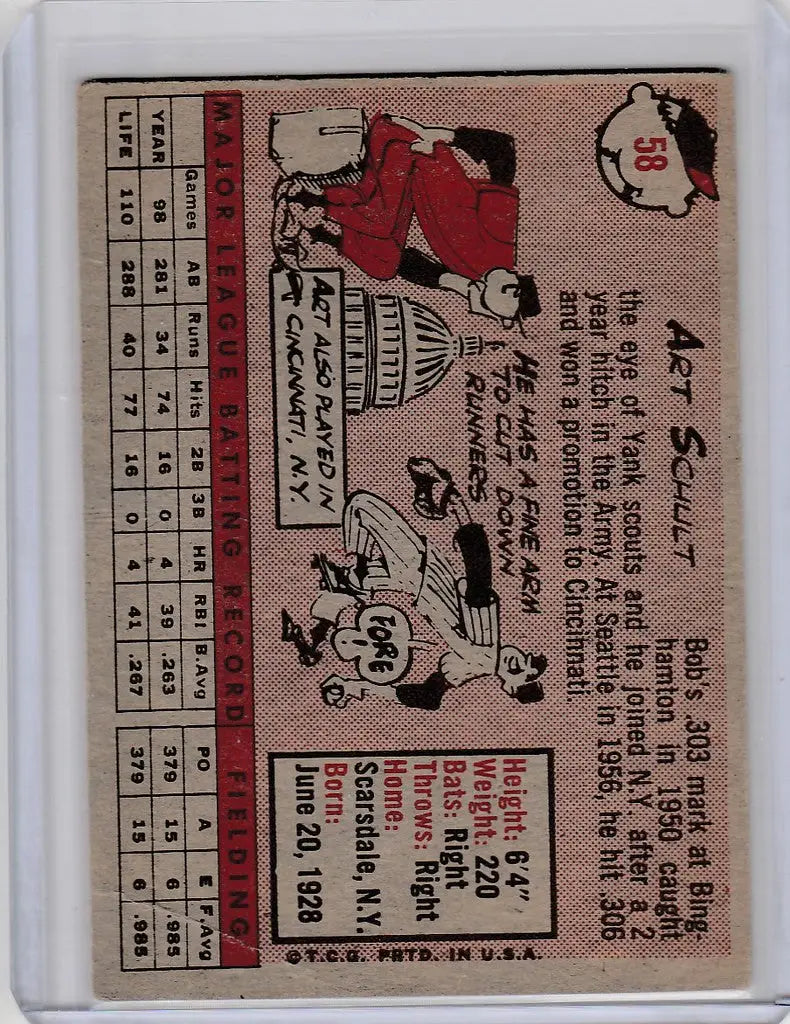 58
ART SCHULT
Bob's 303 mark at Bing-
hamton in 1950 caught
the eye of Yank scouts and he joined N.Y. after a 2
year hitch in the Army. At Seattle in 1956, he hit .306
and won a promotion to Cincinnati.
HE HAS A FINE ARM
TO CUT DOWN
RUNNERS
FORE
ART ALSO PLAYED IN
CINCINNATI, N.Y.
Height: 6'4"
Weight: 220
Bats: Right
Throws: Right
Home:
Scarsdale, N.Y.
Born:
June 20, 1928
©T.C.G. PRTD. IN U.S.A.
MAJOR LEAGUE BATTING RECORD FIELDING
Games AB Runs Hits 2B 3B HR RBI B.Avg PO A E F.Avg
YEAR 98 281 34 74 16 0 4 39 .263 379 15 6 .985
LIFE 110 288 40 77 16 0 4 41 .267 379 15 6 .985